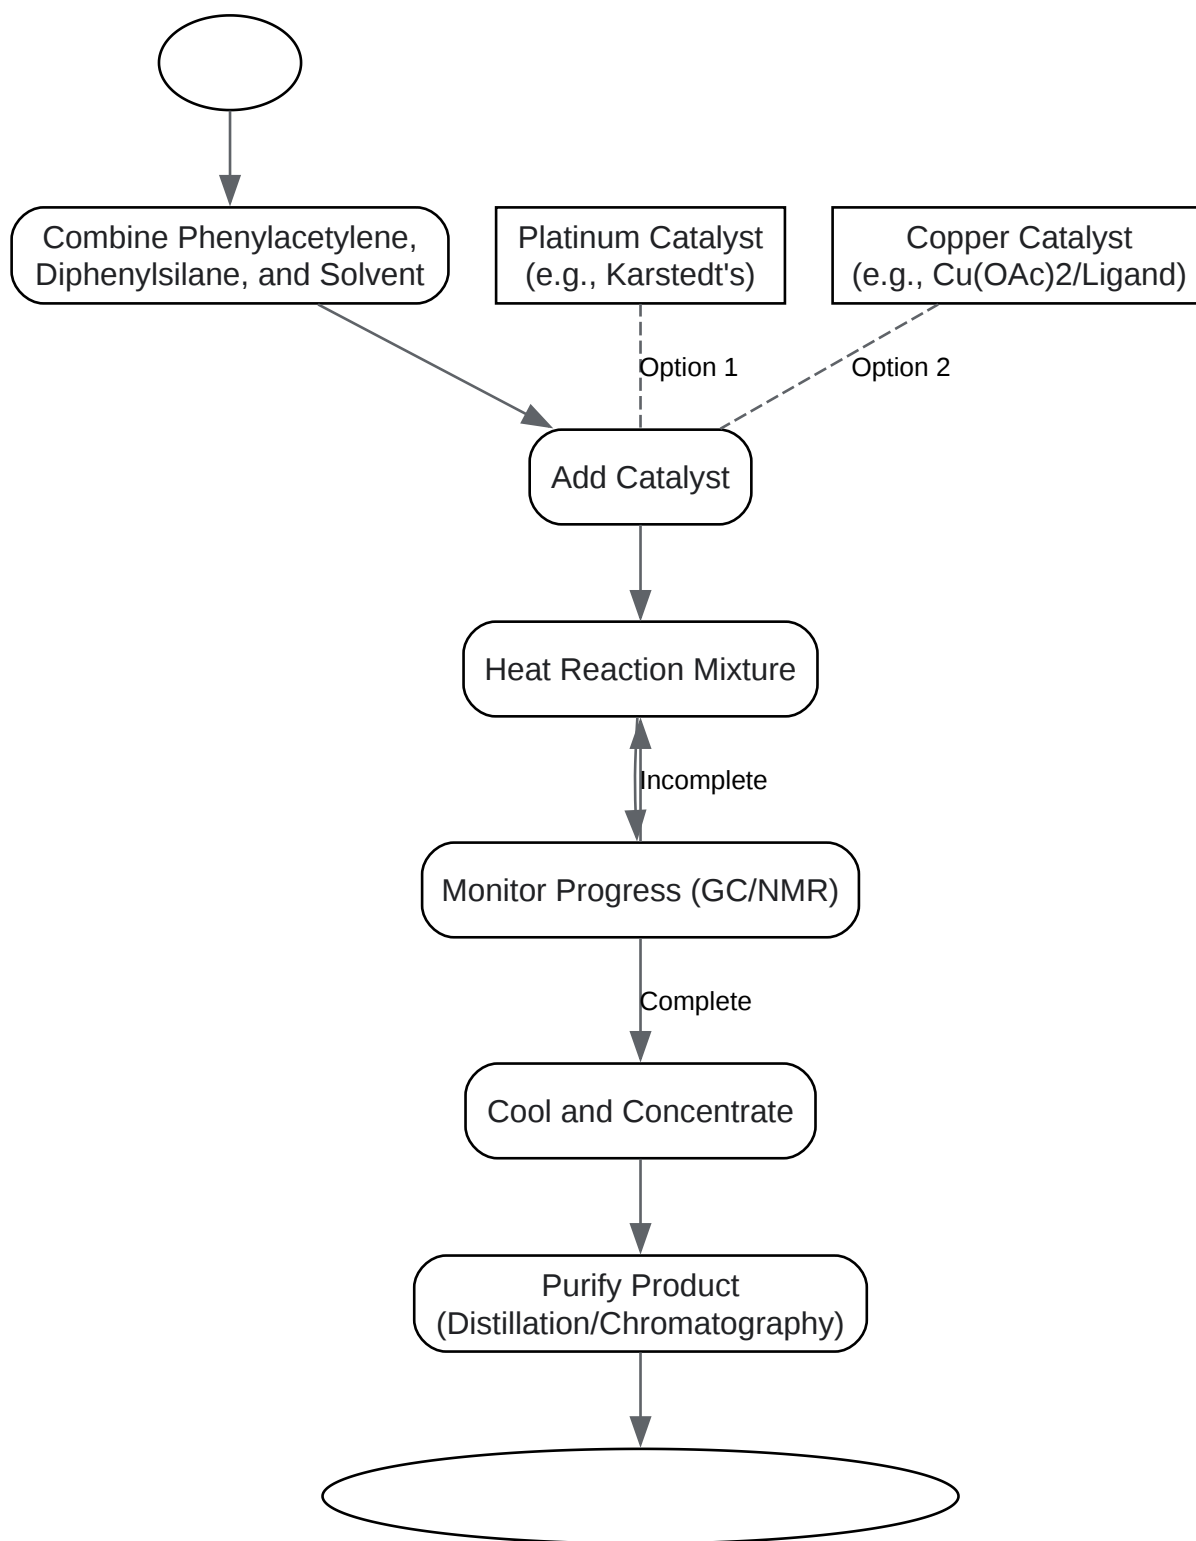 Combine Phenylacetylene,
Diphenylsilane, and Solvent
Platinum Catalyst
(e.g., Karstedt's)
Copper Catalyst
(e.g., Cu(OAc)2/Ligand)
Option 1
Option 2
Add Catalyst
Heat Reaction Mixture
Incomplete
Monitor Progress (GC/NMR)
Complete
Cool and Concentrate
Purify Product
(Distillation/Chromatography)